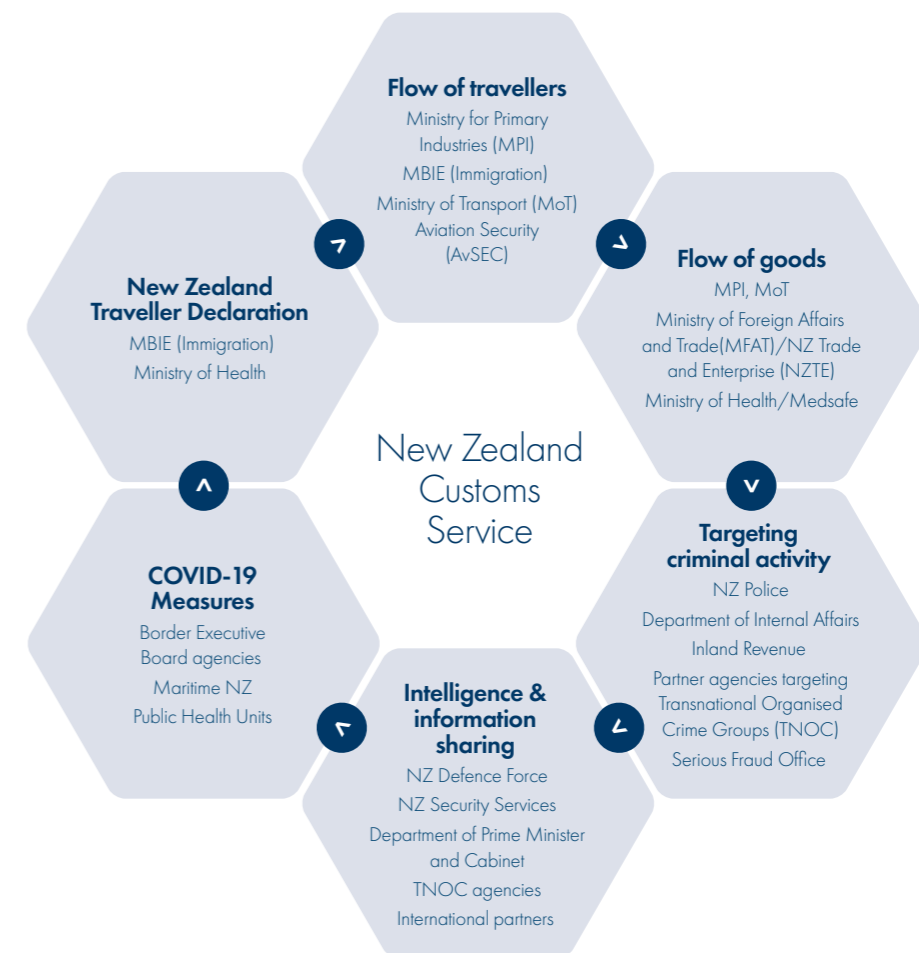 Flow of travellers
Ministry for Primary
Industries (MPI)
MBIE (Immigration)
Ministry of Transport (MoT)
Aviation Security
(AvSEC)
Flow of goods
MPI, MoT
Ministry of Foreign Affairs
and Trade(MFAT)/NZ Trade
and Enterprise (NZTE)
Ministry of Health/Medsafe
Targeting
criminal activity
NZ Police
Department of Internal Affairs
Inland Revenue
Partner agencies targeting
Transnational Organised
Crime Groups (TNOC)
Serious Fraud Office
Intelligence &
information
sharing
NZ Defence Force
NZ Security Services
Department of Prime Minister
and Cabinet
TNOC agencies
International partners
COVID-19
Measures
Border Executive
Board agencies
Maritime NZ
Public Health Units
New Zealand
Traveller Declaration
MBIE (Immigration)
Ministry of Health
New Zealand
Customs
Service